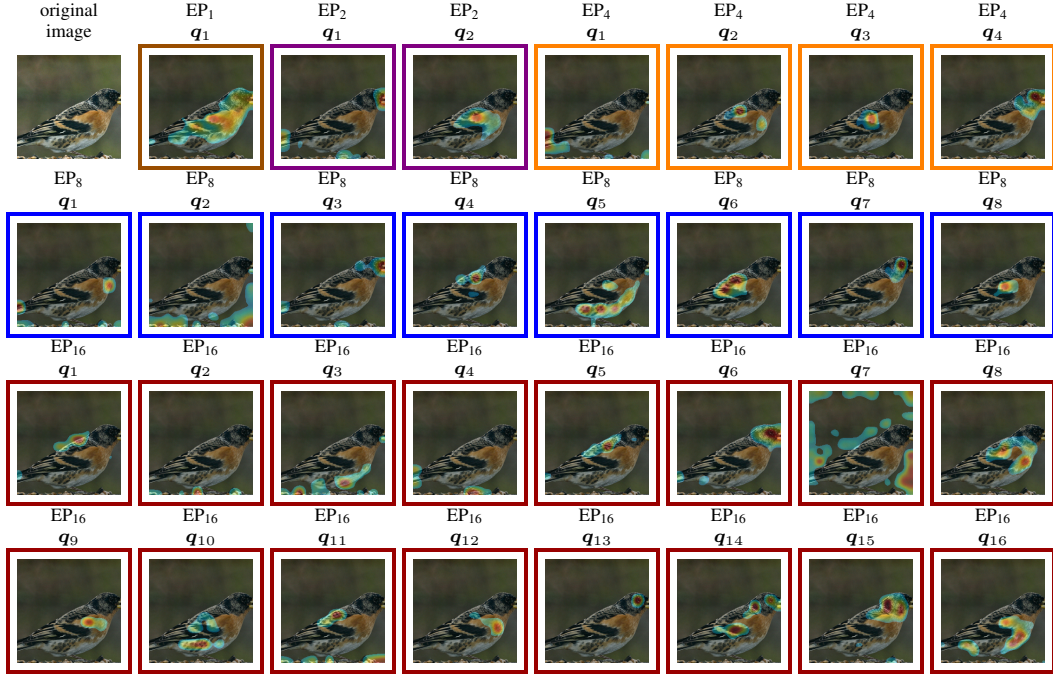 original EP₁ EP₂ EP₂ EP₄ EP₄ EP₄ EP₄
image q₁ q₁ q₂ q₁ q₂ q₃ q₄
EP₈ EP₈ EP₈ EP₈ EP₈ EP₈ EP₈ EP₈
q₁ q₂ q₃ q₄ q₅ q₆ q₇ q₈
EP₁₆ EP₁₆ EP₁₆ EP₁₆ EP₁₆ EP₁₆ EP₁₆ EP₁₆
q₁ q₂ q₃ q₄ q₅ q₆ q₇ q₈
EP₁₆ EP₁₆ EP₁₆ EP₁₆ EP₁₆ EP₁₆ EP₁₆ EP₁₆
q₉ q₁₀ q₁₁ q₁₂ q₁₃ q₁₄ q₁₅ q₁₆